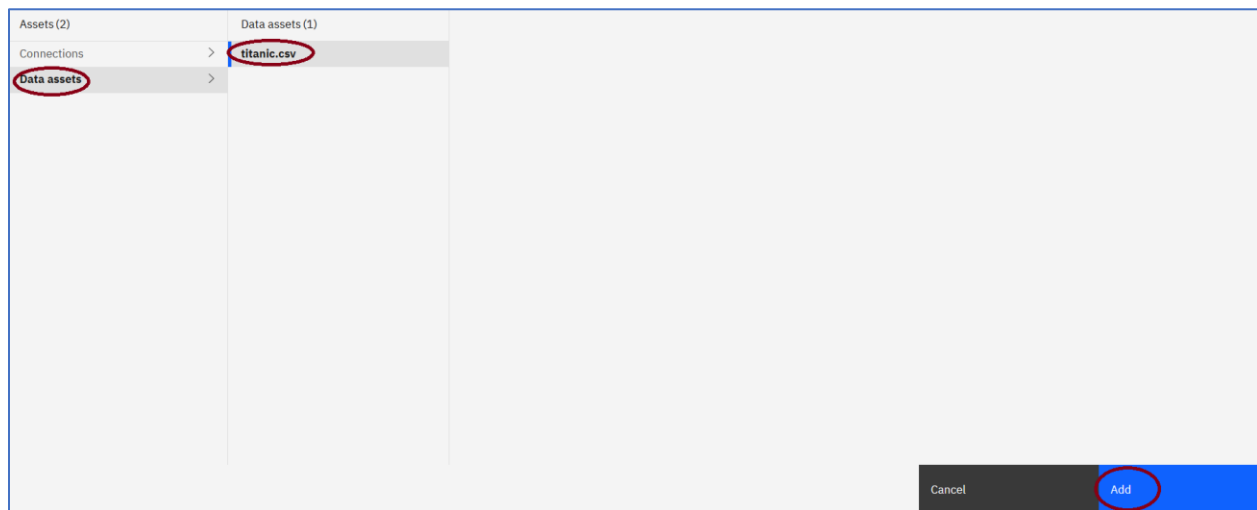 Assets (2)
Data assets (1)
Connections
titanic.csv
Data assets
Cancel
Add